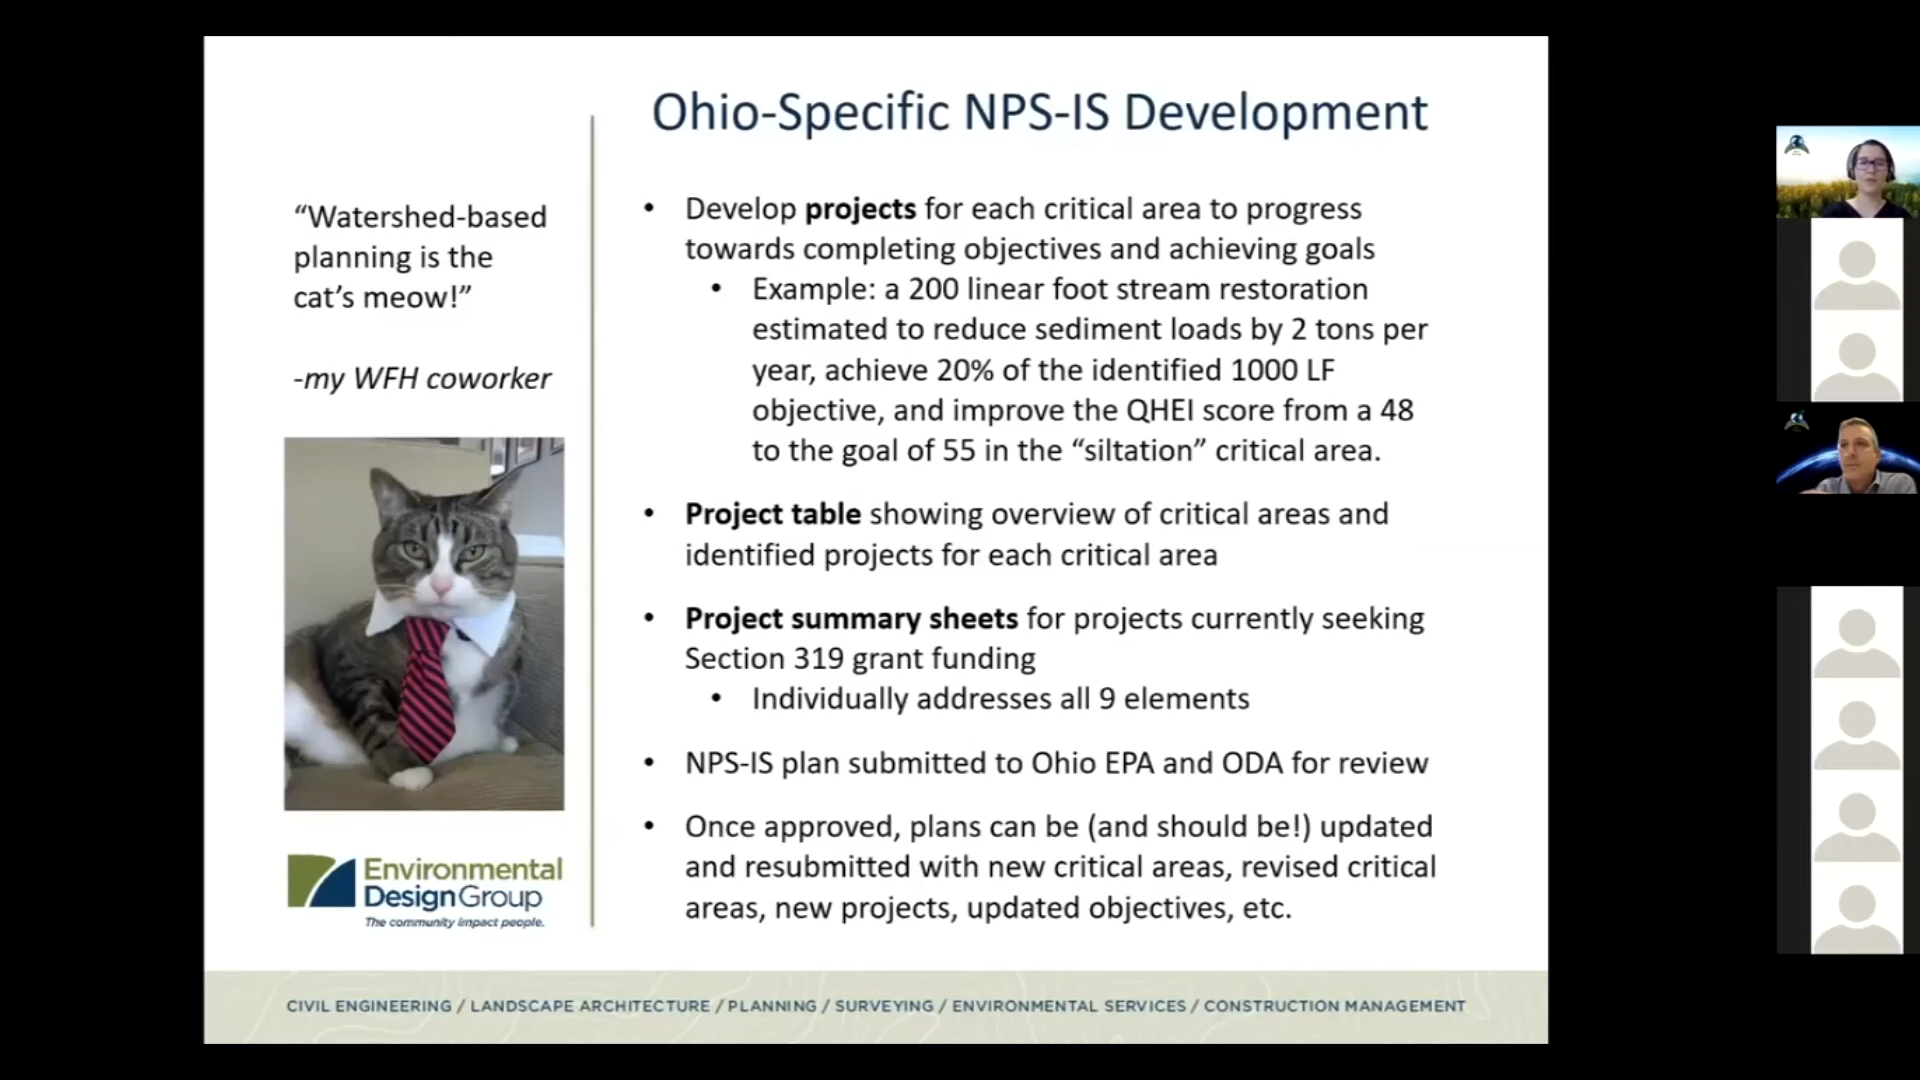 Ohio-Specific NPS-IS Development
“Watershed-based
planning is the
cat’s meow!”
-my WFH coworker
• Develop projects for each critical area to progress
towards completing objectives and achieving goals
• Example: a 200 linear foot stream restoration
estimated to reduce sediment loads by 2 tons per
year, achieve 20% of the identified 1000 LF
objective, and improve the QHEI score from a 48
to the goal of 55 in the “siltation” critical area.
• Project table showing overview of critical areas and
identified projects for each critical area
• Project summary sheets for projects currently seeking
Section 319 grant funding
• Individually addresses all 9 elements
• NPS-IS plan submitted to Ohio EPA and ODA for review
• Once approved, plans can be (and should be!) updated
and resubmitted with new critical areas, revised critical
areas, new projects, updated objectives, etc.
Environmental
DesignGroup
The community impact people.
CIVIL ENGINEERING / LANDSCAPE ARCHITECTURE / PLANNING / SURVEYING / ENVIRONMENTAL SERVICES / CONSTRUCTION MANAGEMENT